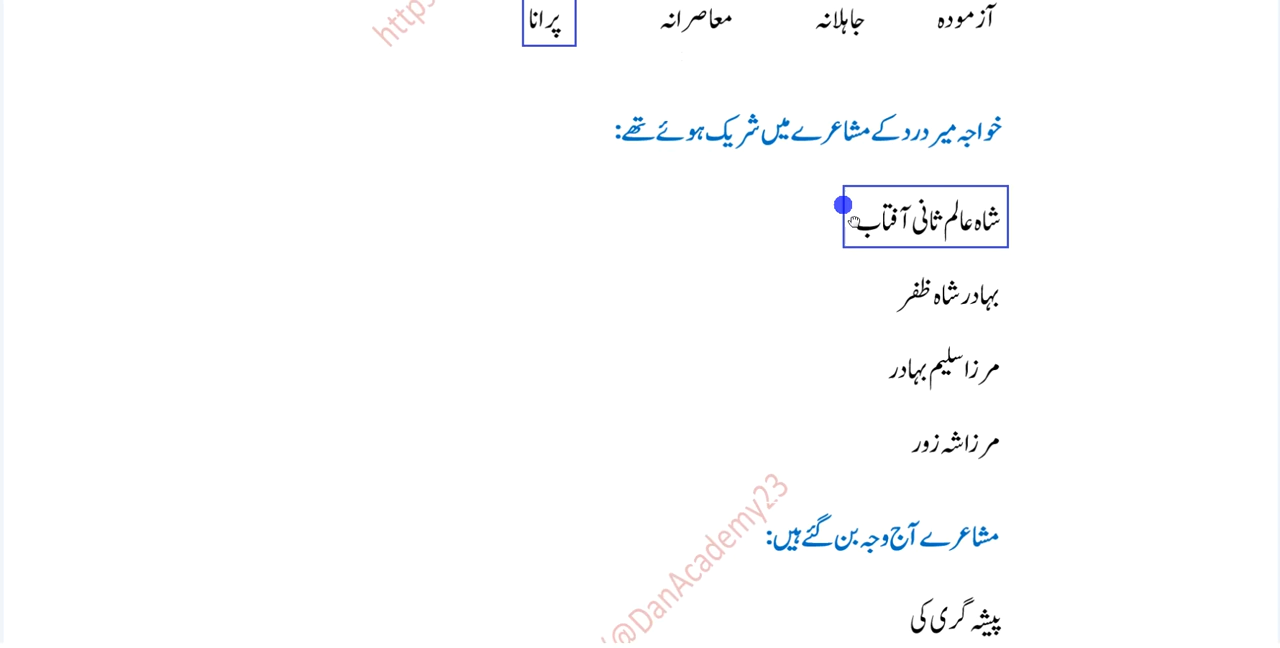 آزمودہ جاہلانہ معاصرانہ پرانا
خواجہ میر درد کے مشاعرے میں شریک ہوئے تھے:
شاہ عالم ثانی آفتاب
بہادر شاہ ظفر
مرزا سلیم بہادر
مرزا شہ زور
مشاعرے آج وجہ بن گئے ہیں:
پیشہ گری کی
http
@DanAcademy23